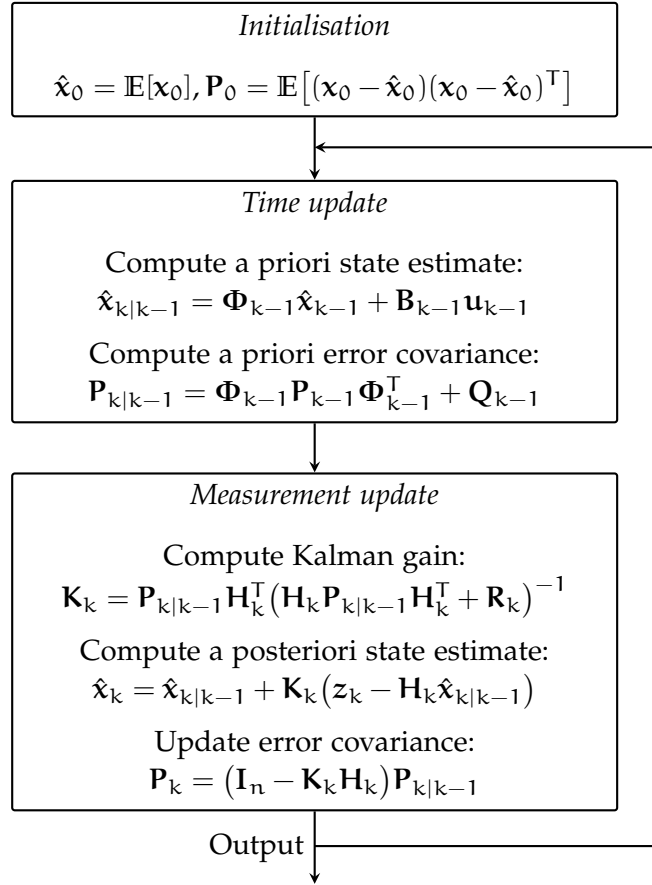 Initialisation
x̂₀ = 𝔼[x₀], P₀ = 𝔼[(x₀ − x̂₀)(x₀ − x̂₀)ᵀ]
Time update
Compute a priori state estimate:
x̂ₖ|ₖ₋₁ = Φₖ₋₁x̂ₖ₋₁ + Bₖ₋₁uₖ₋₁
Compute a priori error covariance:
Pₖ|ₖ₋₁ = Φₖ₋₁Pₖ₋₁Φᵀₖ₋₁ + Qₖ₋₁
Measurement update
Compute Kalman gain:
Kₖ = Pₖ|ₖ₋₁Hₖᵀ(HₖPₖ|ₖ₋₁Hₖᵀ + Rₖ)⁻¹
Compute a posteriori state estimate:
x̂ₖ = x̂ₖ|ₖ₋₁ + Kₖ(zₖ − Hₖx̂ₖ|ₖ₋₁)
Update error covariance:
Pₖ = (Iₙ − KₖHₖ)Pₖ|ₖ₋₁
Output